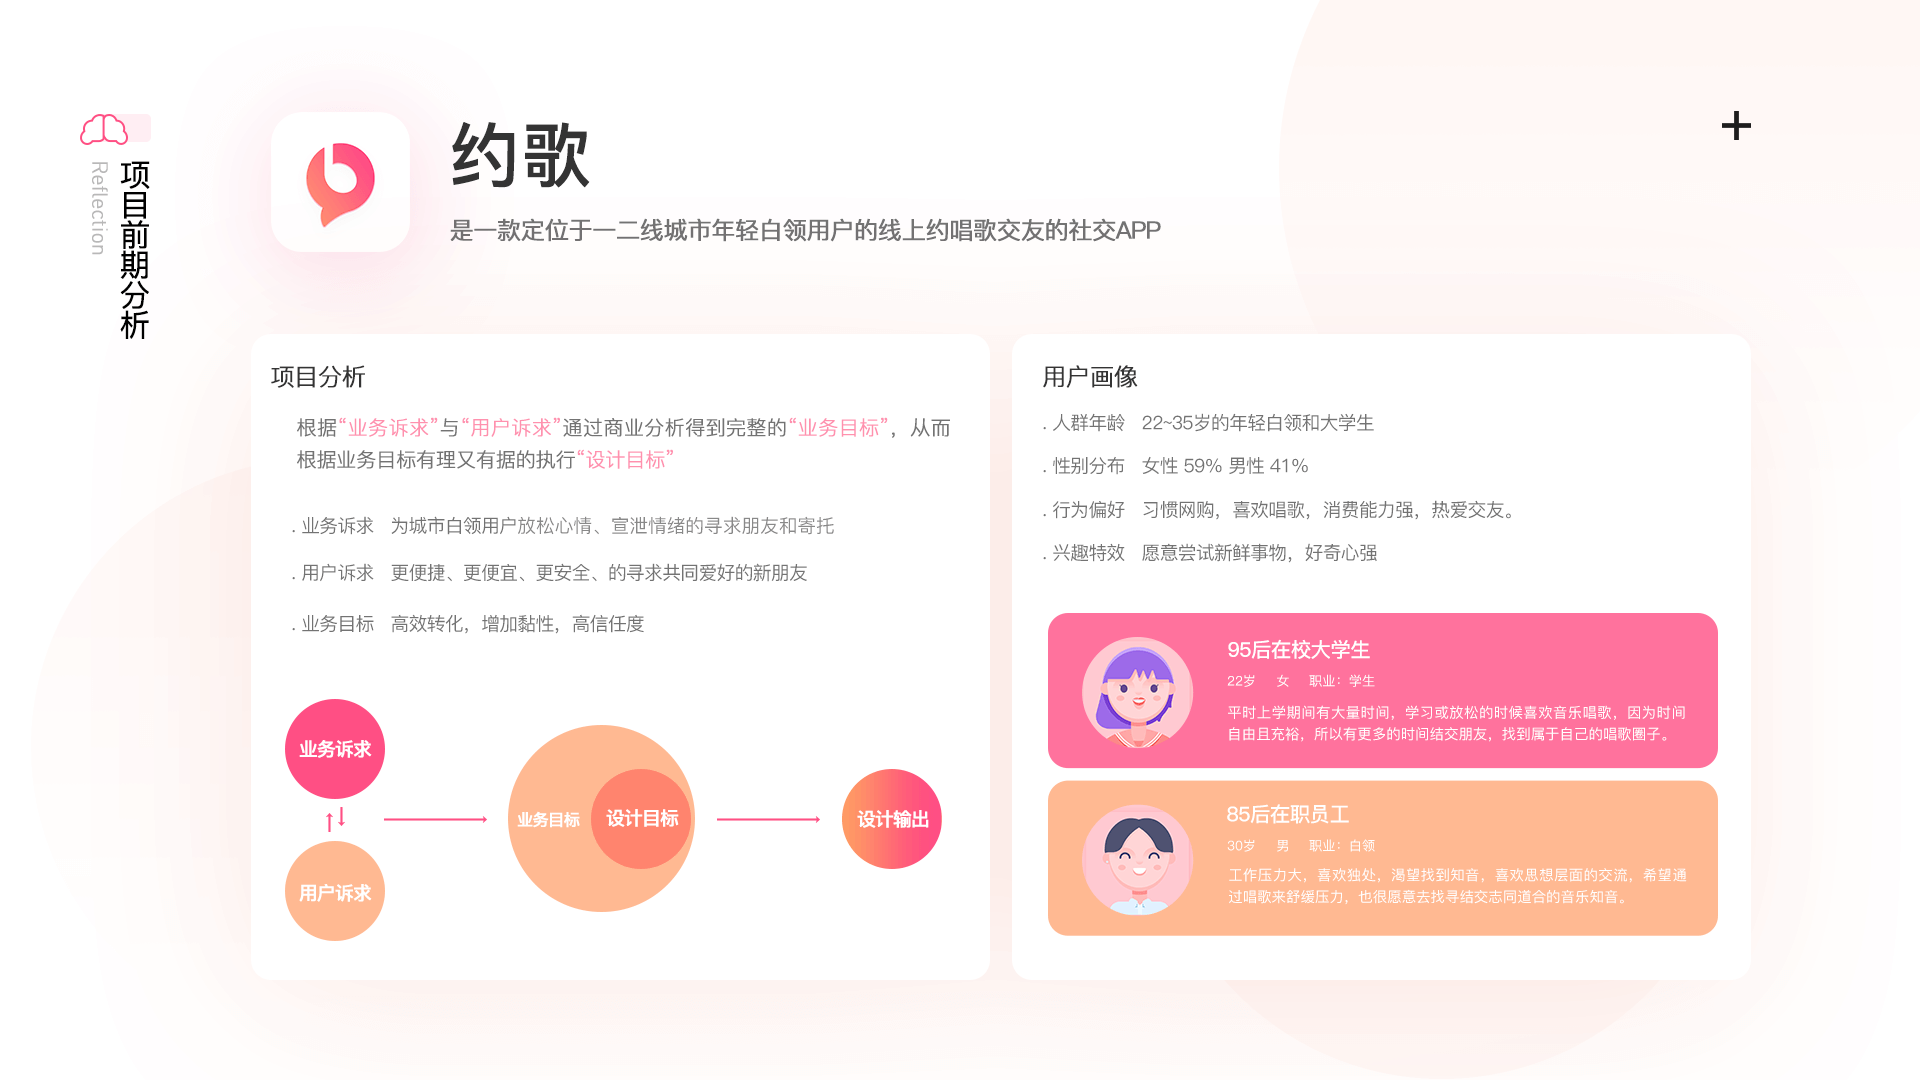 项目前期分析
Reflection
约歌
是一款定位于一二线城市年轻白领用户的线上约唱歌交友的社交APP
项目分析
根据“业务诉求”与“用户诉求”通过商业分析得到完整的“业务目标”，从而
根据业务目标有理又有据的执行“设计目标”
. 业务诉求 为城市白领用户放松心情、宣泄情绪的寻求朋友和寄托
. 用户诉求 更便捷、更便宜、更安全、的寻求共同爱好的新朋友
. 业务目标 高效转化，增加黏性，高信任度
业务诉求
用户诉求
业务目标
设计目标
设计输出
用户画像
. 人群年龄 22~35岁的年轻白领和大学生
. 性别分布 女性 59% 男性 41%
. 行为偏好 习惯网购，喜欢唱歌，消费能力强，热爱交友。
. 兴趣特效 愿意尝试新鲜事物，好奇心强
95后在校大学生
22岁 女 职业：学生
平时上学期间有大量时间，学习或放松的时候喜欢音乐唱歌，因为时间
自由且充裕，所以有更多的时间结交朋友，找到属于自己的唱歌圈子。
85后在职员工
30岁 男 职业：白领
工作压力大，喜欢独处，渴望找到知音，喜欢思想层面的交流，希望通
过唱歌来舒缓压力，也很愿意去找寻结交志同道合的音乐知音。